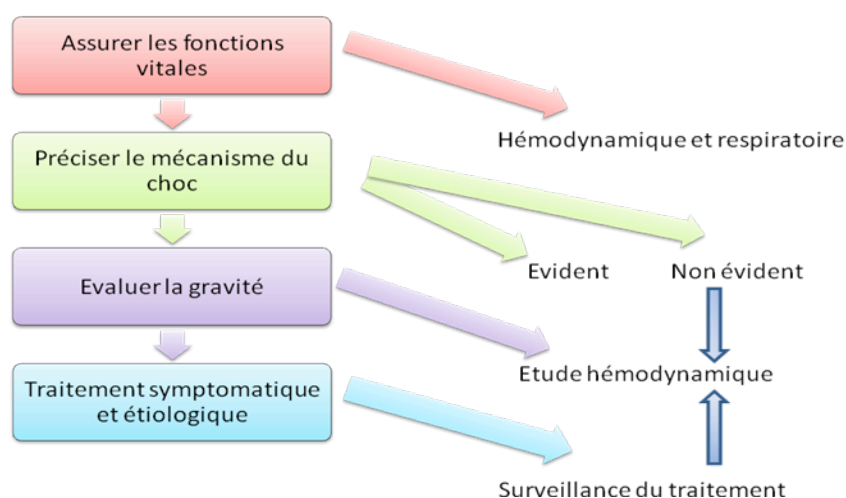 Assurer les fonctions
vitales
Hémodynamique et respiratoire
Préciser le mécanisme du
choc
Evident
Non évident
Evaluer la gravité
Etude hémodynamique
Traitement symptomatique
et étiologique
Surveillance du traitement